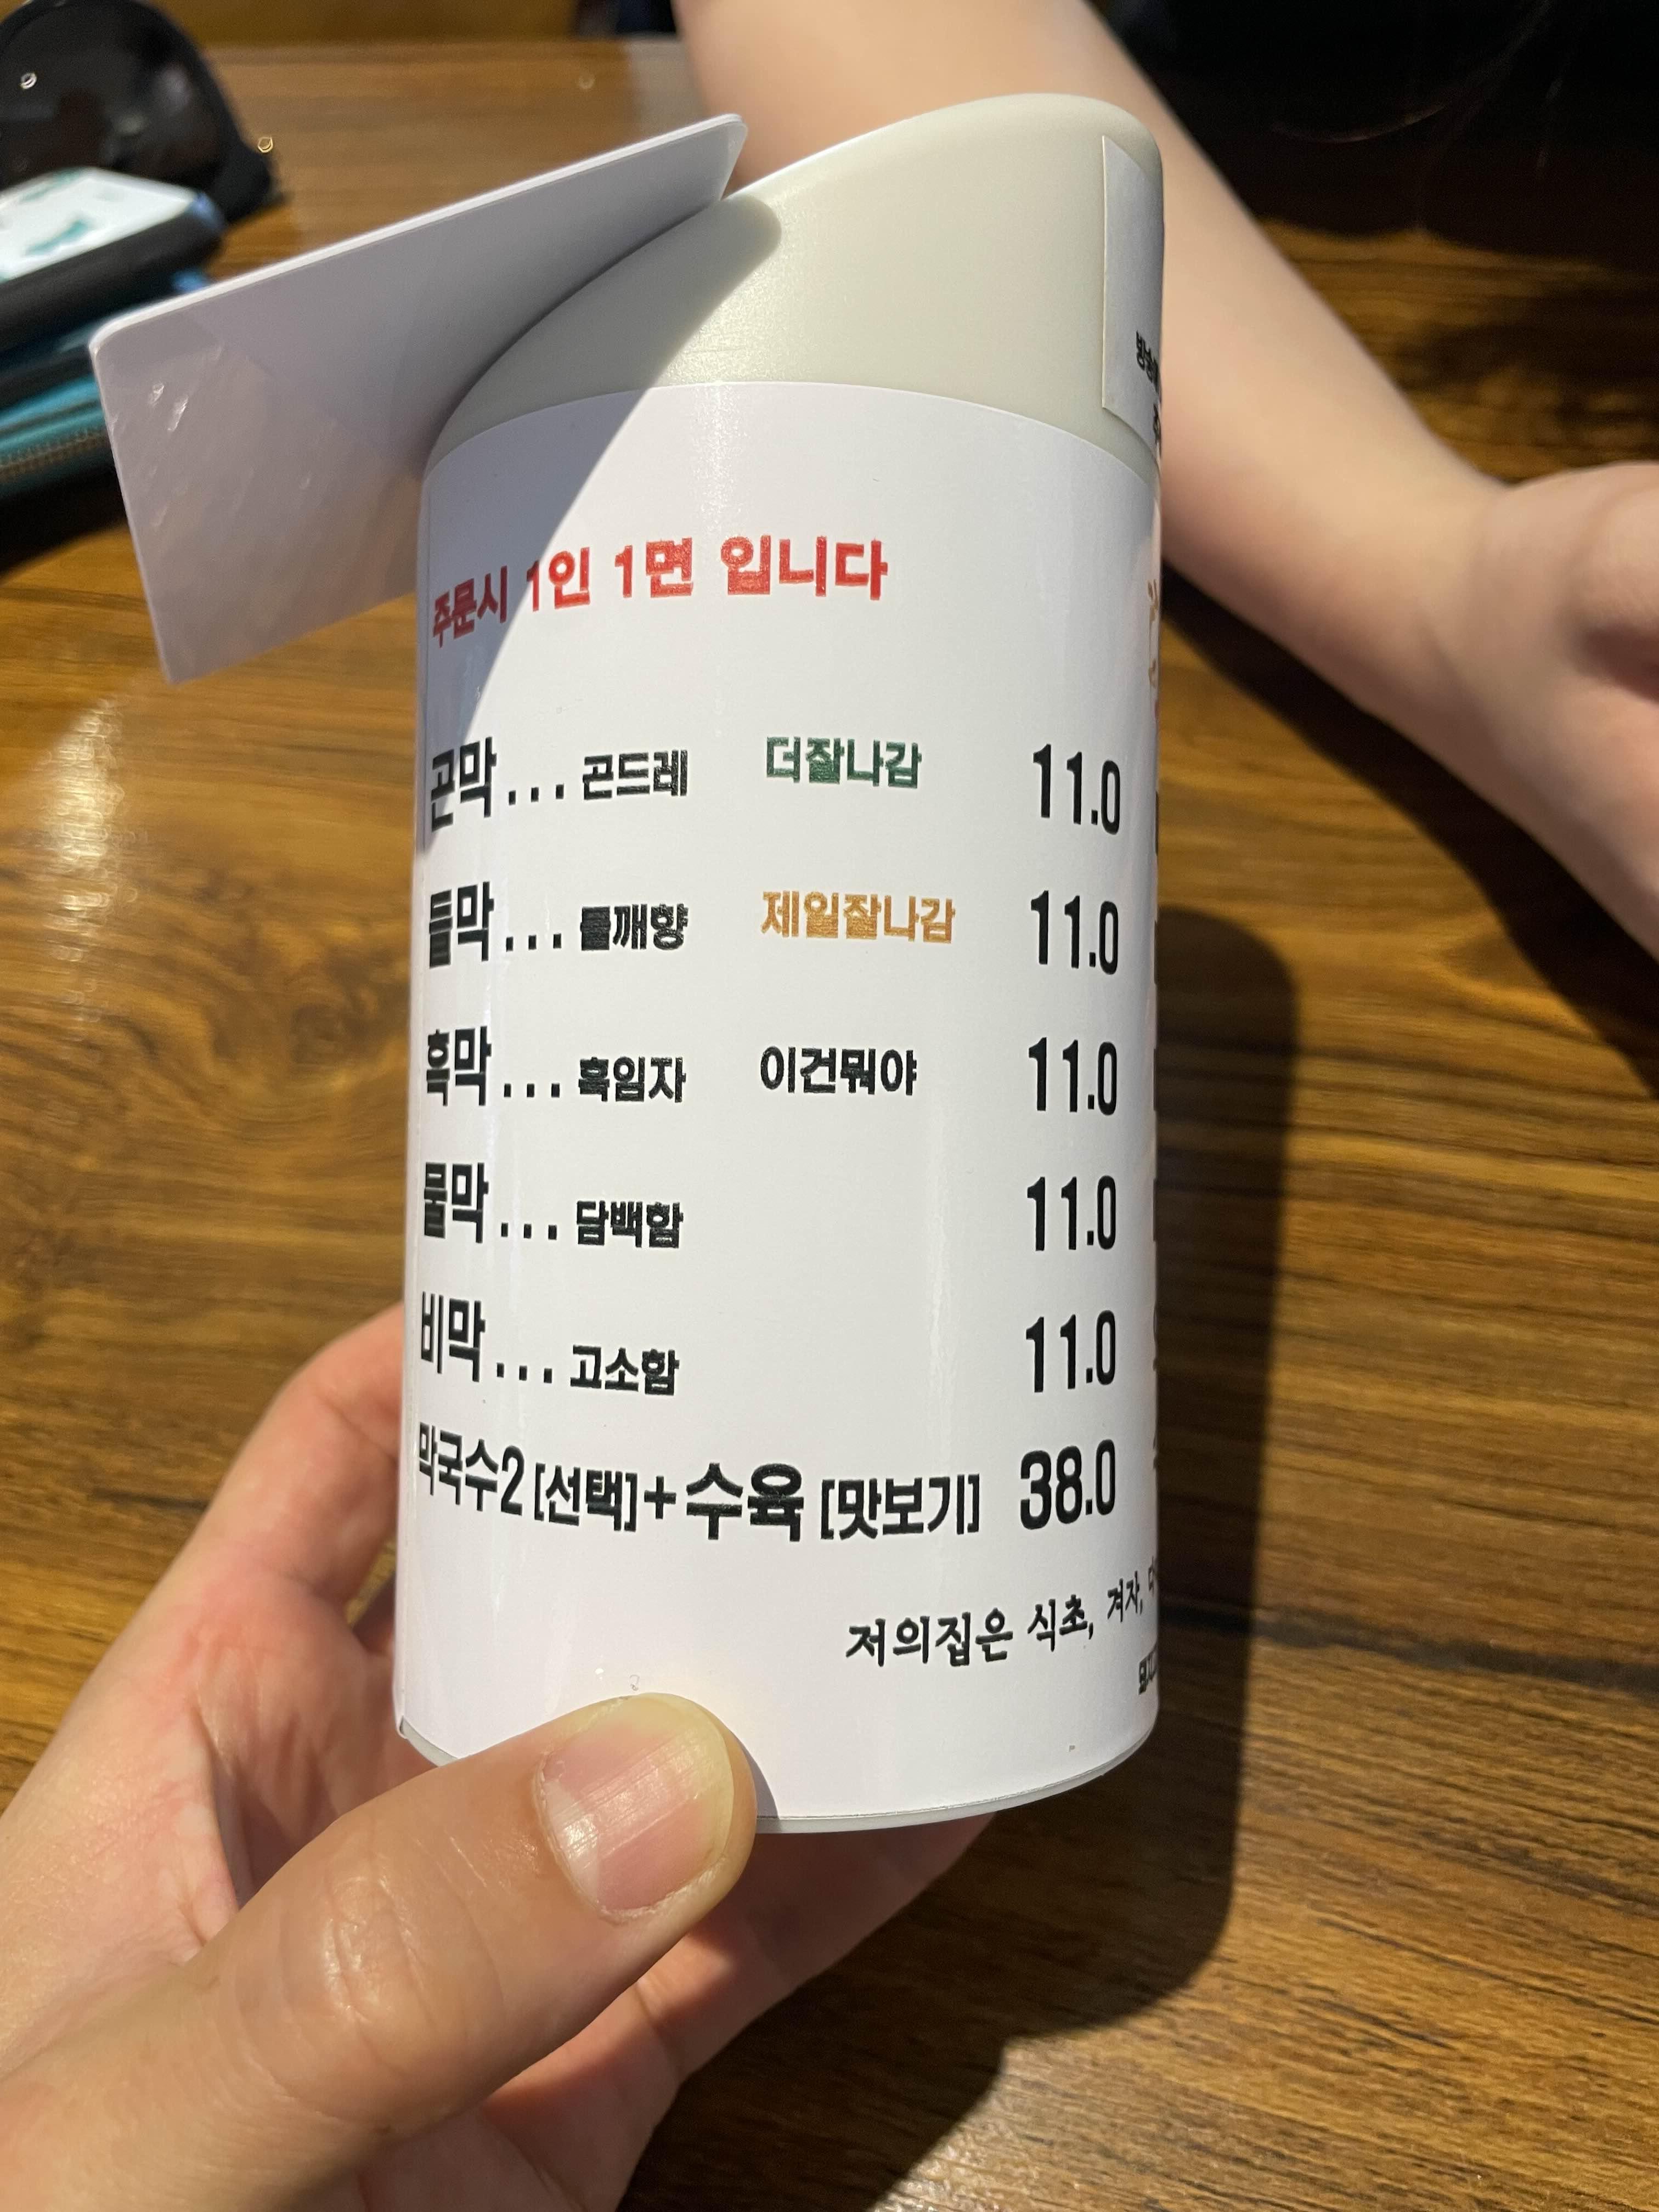 주문시 1인 1면 입니다
곤막... 곤드레 더잘나감 11.0
들막... 들깨향 제일잘나감 11.0
흑막... 흑임자 이건뭐야 11.0
물막... 담백함 11.0
비막... 고소함 11.0
막국수2 [선택]+수육 [맛보기] 38.0
저의집은 식초, 겨자,